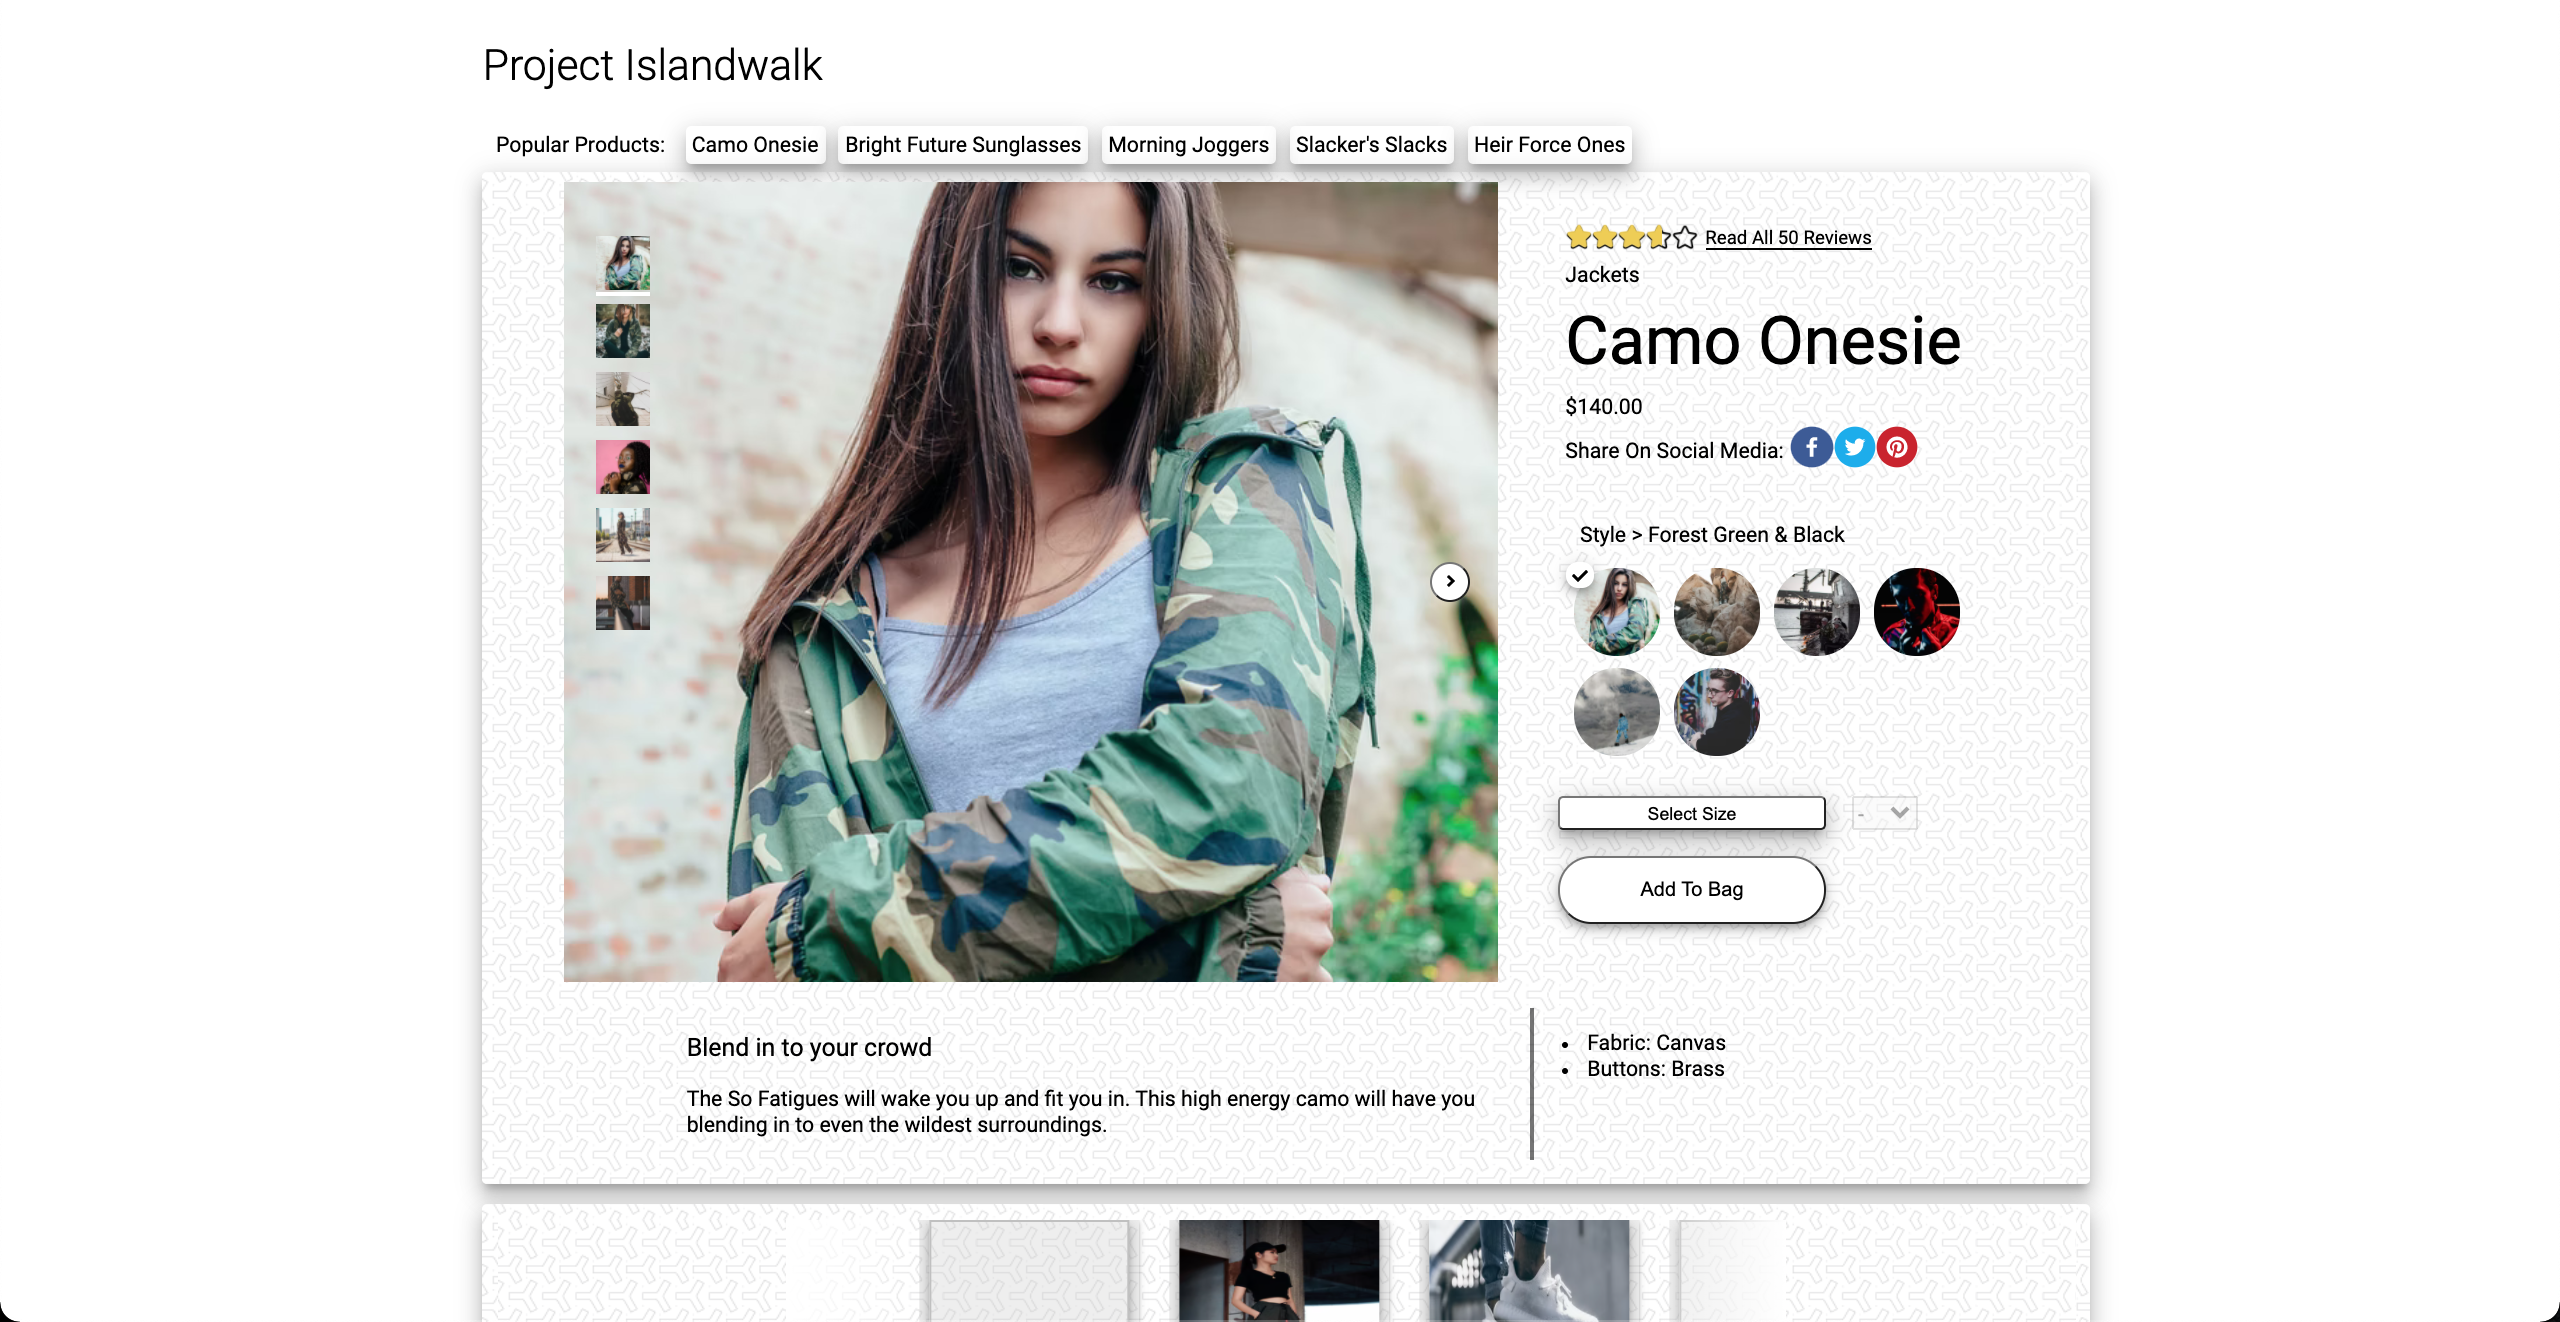 Project Islandwalk
Popular Products: Camo Onesie Bright Future Sunglasses Morning Joggers Slacker's Slacks Heir Force Ones
Read All 50 Reviews
Jackets
Camo Onesie
$140.00
Share On Social Media:
Style > Forest Green & Black
Select Size -
Add To Bag
Blend in to your crowd
The So Fatigues will wake you up and fit you in. This high energy camo will have you
blending in to even the wildest surroundings.
Fabric: Canvas
Buttons: Brass